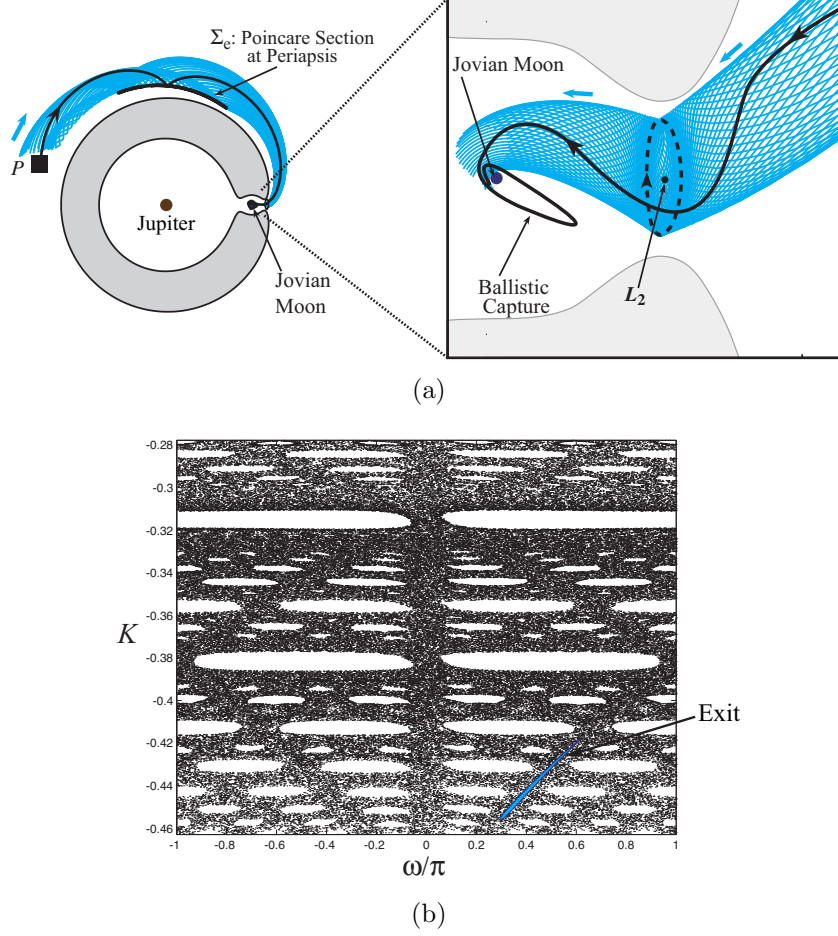 Σe: Poincare Section
at Periapsis
P
Jupiter
Jovian
Moon
Jovian Moon
Ballistic
Capture
L2
(a)
-0.28
-0.3
-0.32
-0.34
-0.36
K
-0.38
-0.4
Exit
-0.42
-0.44
-0.46
-1 -0.8 -0.6 -0.4 -0.2 0 0.2 0.4 0.6 0.8 1
ω/π
(b)